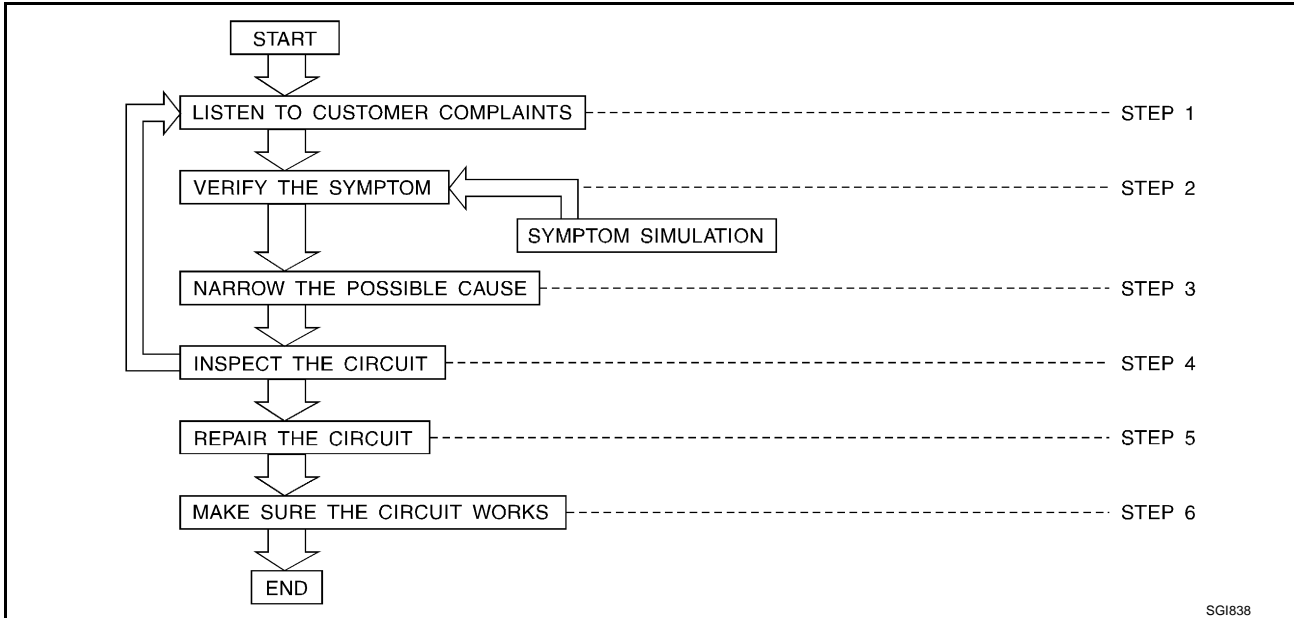 START
LISTEN TO CUSTOMER COMPLAINTS STEP 1
VERIFY THE SYMPTOM STEP 2
SYMPTOM SIMULATION
NARROW THE POSSIBLE CAUSE STEP 3
INSPECT THE CIRCUIT STEP 4
REPAIR THE CIRCUIT STEP 5
MAKE SURE THE CIRCUIT WORKS STEP 6
END
SGI838